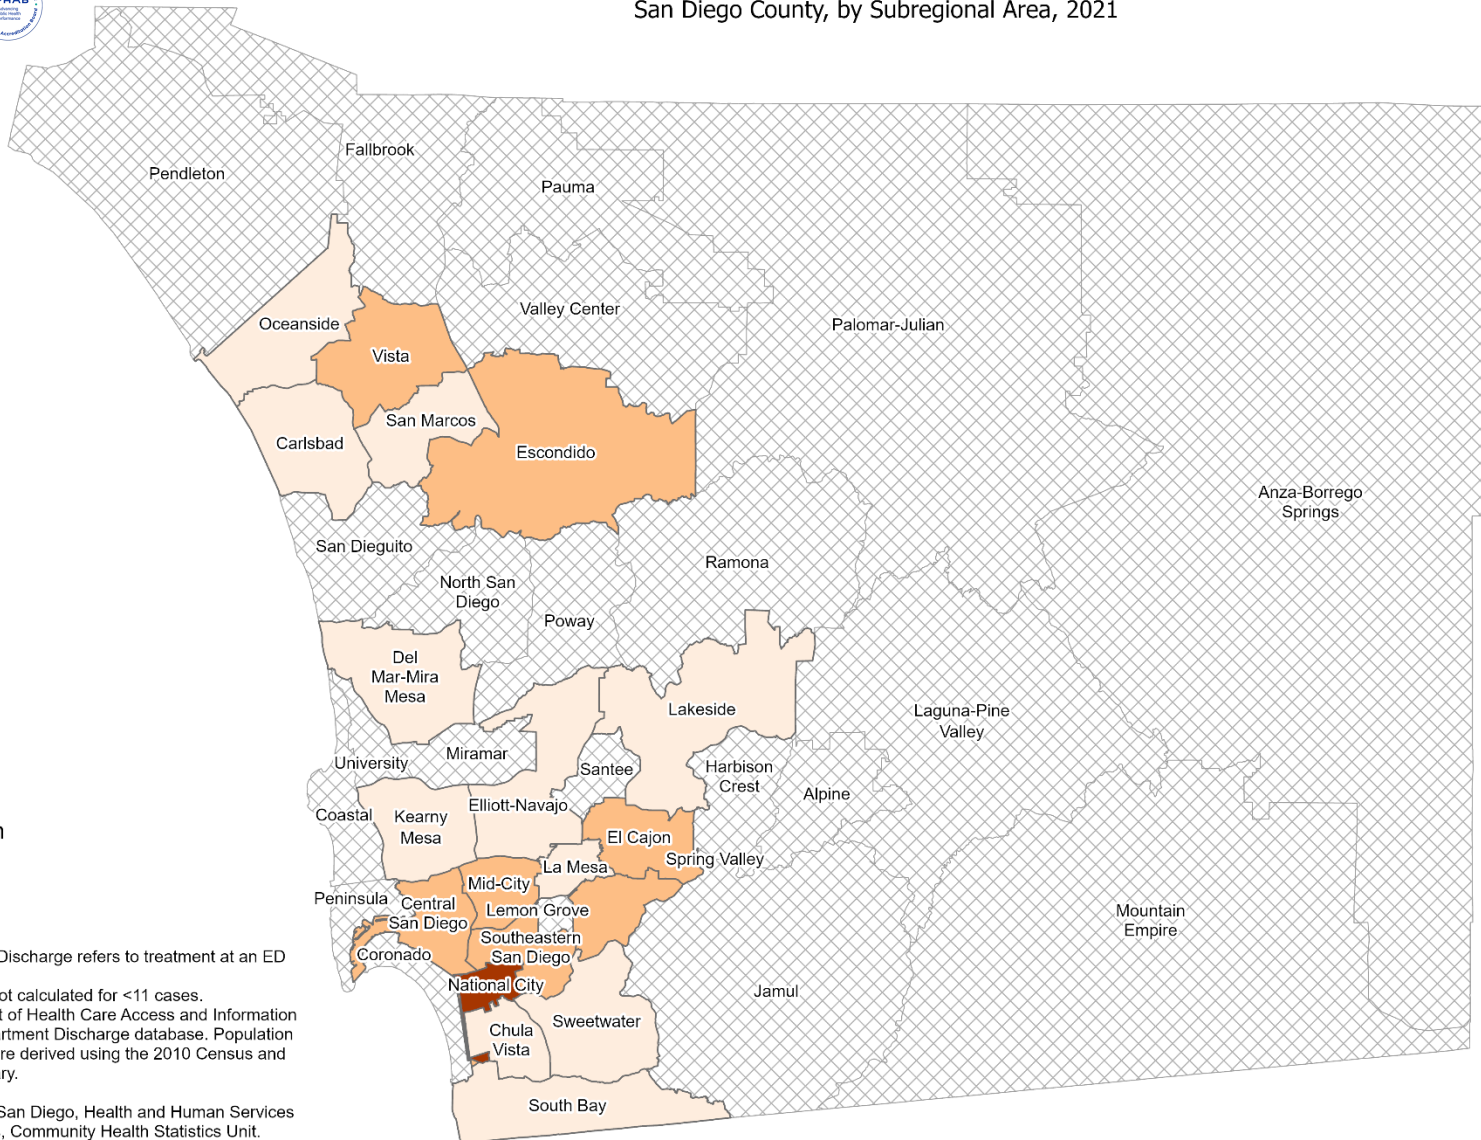 San Diego County, by Subregional Area, 2021
Fallbrook
Pendleton
Pauma
Valley Center
Oceanside
Palomar-Julian
Vista
San Marcos
Carlsbad
Escondido
Anza-Borrego
Springs
San Dieguito
Ramona
North San
Diego
Poway
Del
Mar-Mira
Mesa
Lakeside
Laguna-Pine
Valley
Miramar
University
Santee
Harbison
Crest
Alpine
Elliott-Navajo
Coastal
Kearny
Mesa
El Cajon
Spring Valley
La Mesa
Mid-City
Peninsula
Central
San Diego
Lemon Grove
Mountain
Empire
Southeastern
San Diego
Coronado
National City
Jamul
Sweetwater
Chula
Vista
South Bay
n
Discharge refers to treatment at an ED
ot calculated for <11 cases.
t of Health Care Access and Information
artment Discharge database. Population
re derived using the 2010 Census and
ry.
San Diego, Health and Human Services
, Community Health Statistics Unit.